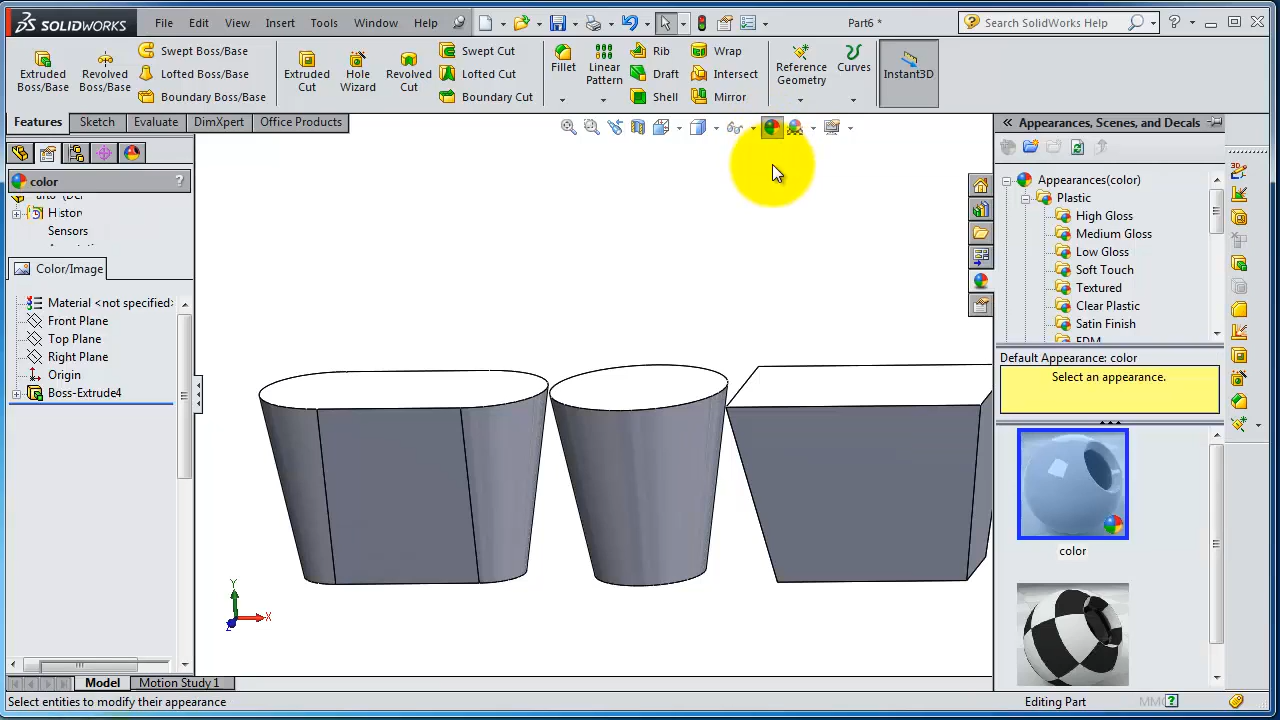 SOLIDWORKS File Edit View Insert Tools Window Help Part6 * Search SolidWorks Help
Extruded Boss/Base
Revolved Boss/Base
Swept Boss/Base
Lofted Boss/Base
Boundary Boss/Base
Extruded Cut
Hole Wizard
Revolved Cut
Swept Cut
Lofted Cut
Boundary Cut
Fillet
Linear Pattern
Rib
Draft
Shell
Wrap
Intersect
Mirror
Reference Geometry
Curves
Instant3D
Features Sketch Evaluate DimXpert Office Products
color ?
Sensors
Color/Image
Material <not specified>
Front Plane
Top Plane
Right Plane
Origin
Boss-Extrude4
Y
X
Z
Appearances, Scenes, and Decals
Appearances(color)
Plastic
High Gloss
Medium Gloss
Low Gloss
Soft Touch
Textured
Clear Plastic
Satin Finish
Default Appearance: color
Select an appearance.
color
Model Motion Study 1
Select entities to modify their appearance Editing Part